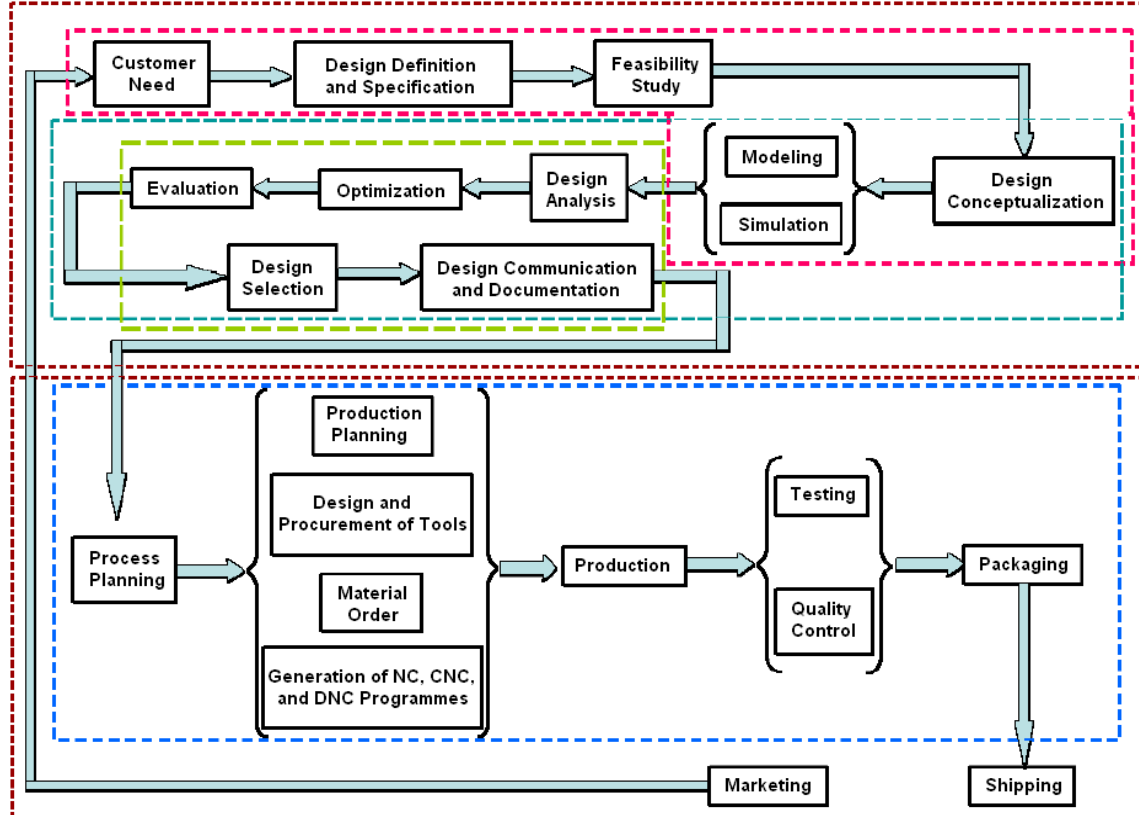 Customer
Need
Design Definition
and Specification
Feasibility
Study
Modeling
Simulation
Design
Conceptualization
Design
Analysis
Optimization
Evaluation
Design
Selection
Design Communication
and Documentation
Process
Planning
Production
Planning
Design and
Procurement of Tools
Material
Order
Generation of NC, CNC,
and DNC Programmes
Production
Testing
Quality
Control
Packaging
Shipping
Marketing